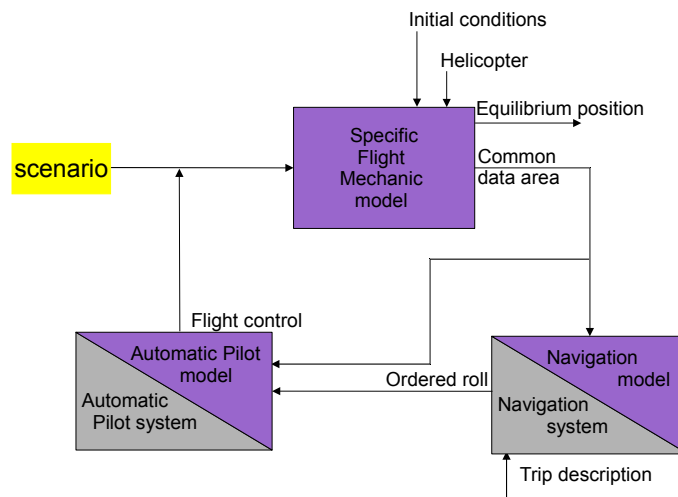 Initial conditions
Helicopter
Equilibrium position
Specific
Flight
Mechanic
model
scenario
Common
data area
Flight control
Automatic Pilot
model
Automatic
Pilot system
Ordered roll
Navigation
model
Navigation
system
Trip description